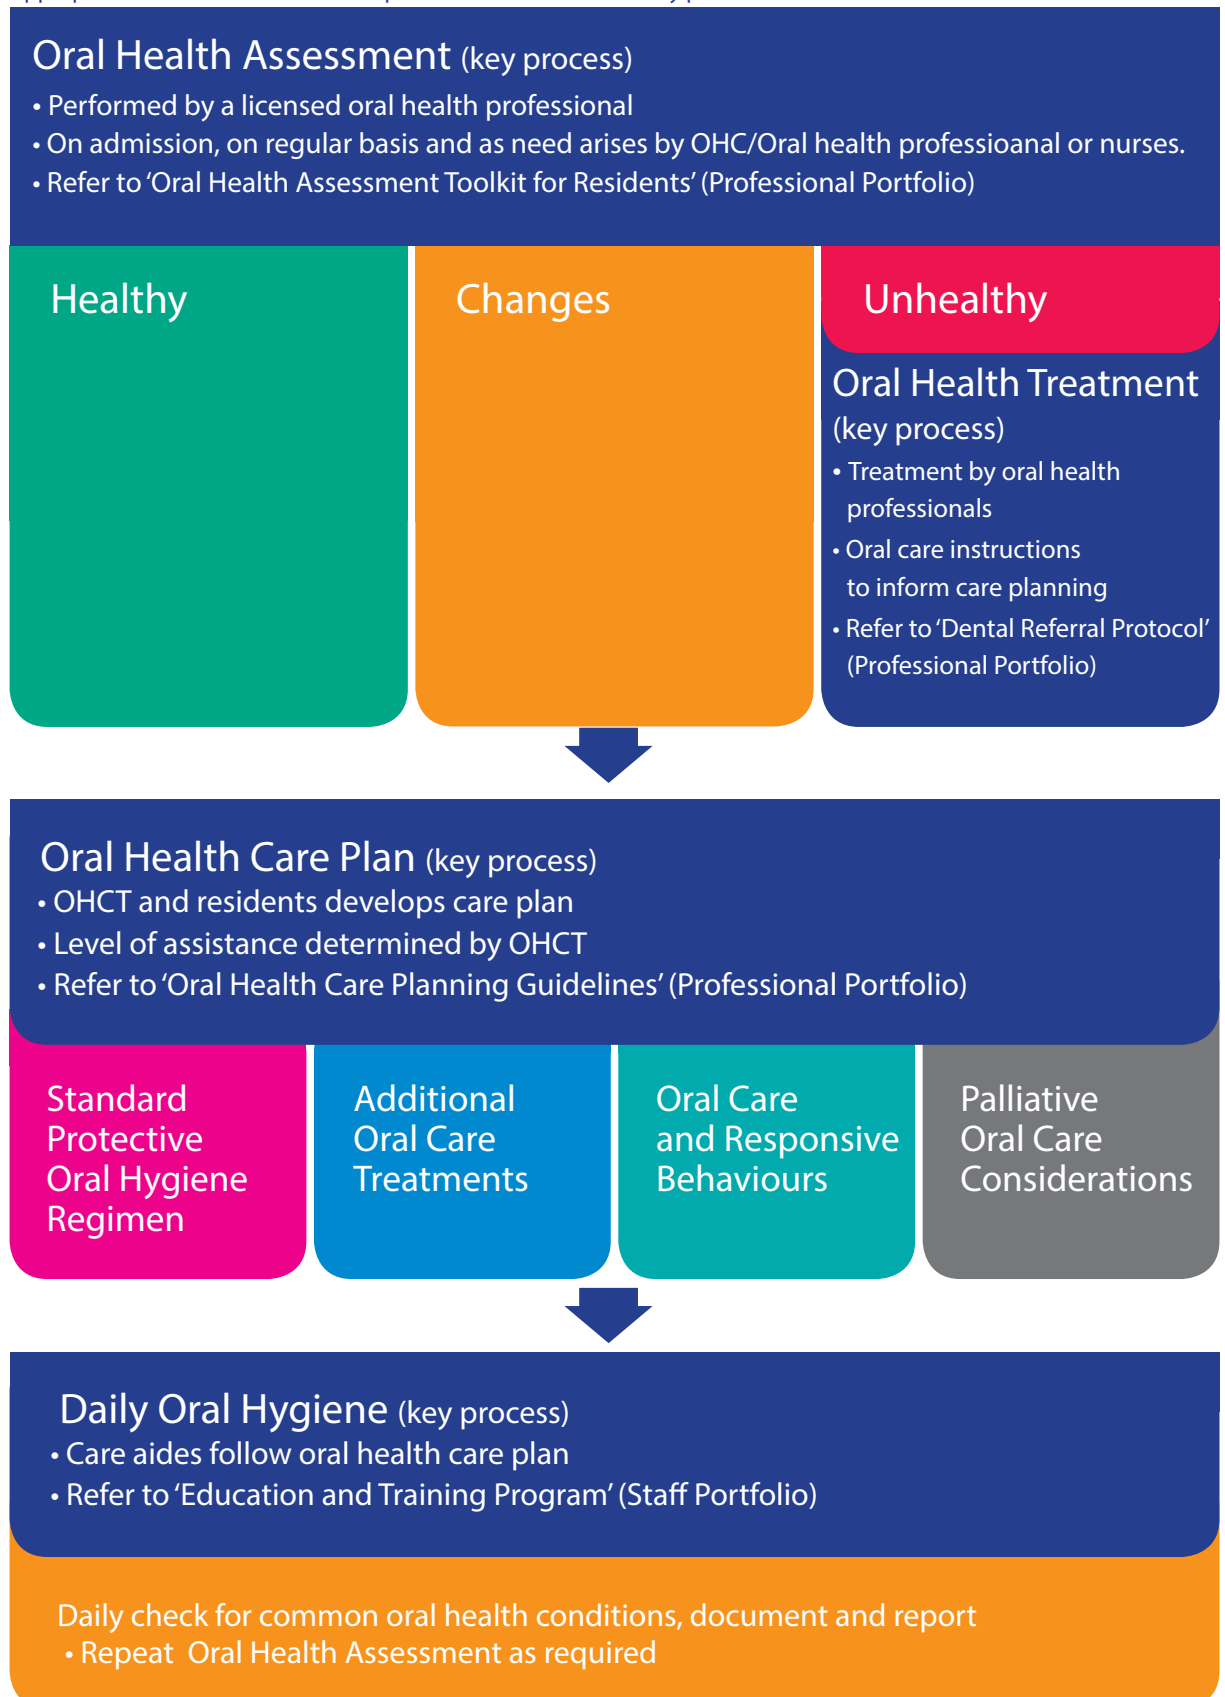 Oral Health Assessment (key process)
• Performed by a licensed oral health professional
• On admission, on regular basis and as need arises by OHC/Oral health professioanal or nurses.
• Refer to ‘Oral Health Assessment Toolkit for Residents’ (Professional Portfolio)
Healthy
Changes
Unhealthy
Oral Health Treatment
(key process)
• Treatment by oral health
professionals
• Oral care instructions
to inform care planning
• Refer to ‘Dental Referral Protocol’
(Professional Portfolio)
Oral Health Care Plan (key process)
• OHCT and residents develops care plan
• Level of assistance determined by OHCT
• Refer to ‘Oral Health Care Planning Guidelines’ (Professional Portfolio)
Standard
Protective
Oral Hygiene
Regimen
Additional
Oral Care
Treatments
Oral Care
and Responsive
Behaviours
Palliative
Oral Care
Considerations
Daily Oral Hygiene (key process)
• Care aides follow oral health care plan
• Refer to ‘Education and Training Program’ (Staff Portfolio)
Daily check for common oral health conditions, document and report
• Repeat Oral Health Assessment as required